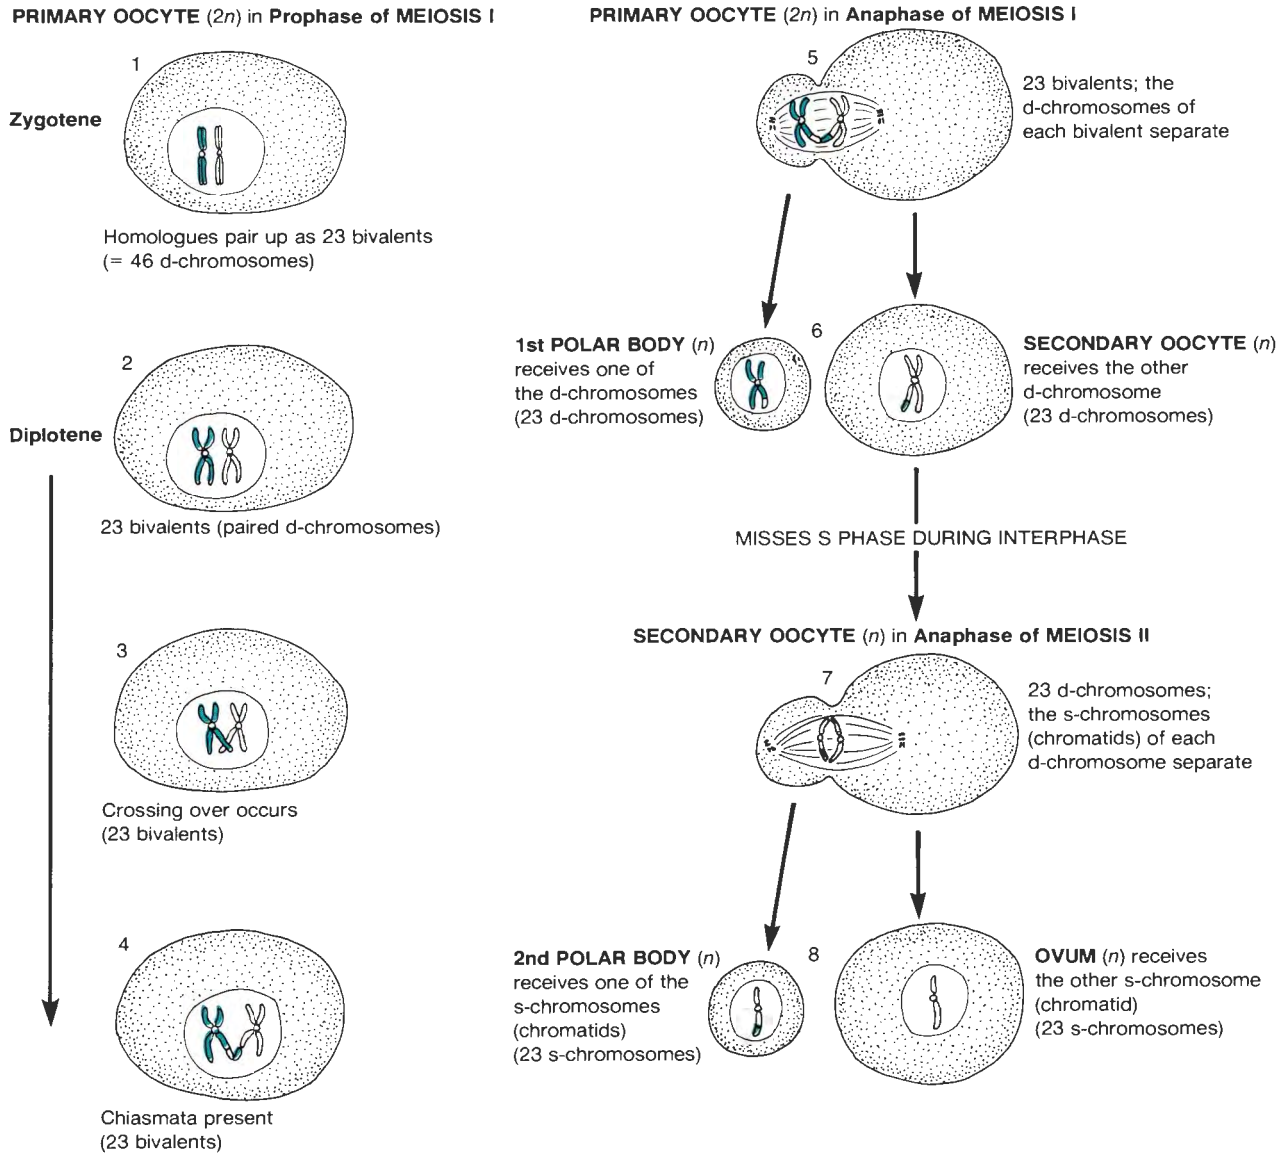 PRIMARY OOCYTE (2n) in Prophase of MEIOSIS I
1
Zygotene
Homologues pair up as 23 bivalents
(= 46 d-chromosomes)
2
Diplotene
23 bivalents (paired d-chromosomes)
3
Crossing over occurs
(23 bivalents)
4
Chiasmata present
(23 bivalents)
PRIMARY OOCYTE (2n) in Anaphase of MEIOSIS I
5
23 bivalents; the
d-chromosomes of
each bivalent separate
6
1st POLAR BODY (n)
receives one of
the d-chromosomes
(23 d-chromosomes)
SECONDARY OOCYTE (n)
receives the other
d-chromosome
(23 d-chromosomes)
MISSES S PHASE DURING INTERPHASE
SECONDARY OOCYTE (n) in Anaphase of MEIOSIS II
7
23 d-chromosomes;
the s-chromosomes
(chromatids) of each
d-chromosome separate
8
2nd POLAR BODY (n)
receives one of the
s-chromosomes
(chromatids)
(23 s-chromosomes)
OVUM (n) receives
the other s-chromosome
(chromatid)
(23 s-chromosomes)